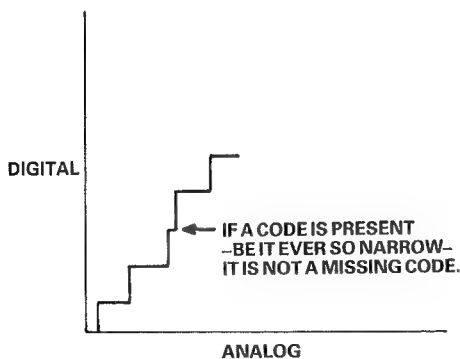 DIGITAL
IF A CODE IS PRESENT
–BE IT EVER SO NARROW–
IT IS NOT A MISSING CODE.
ANALOG